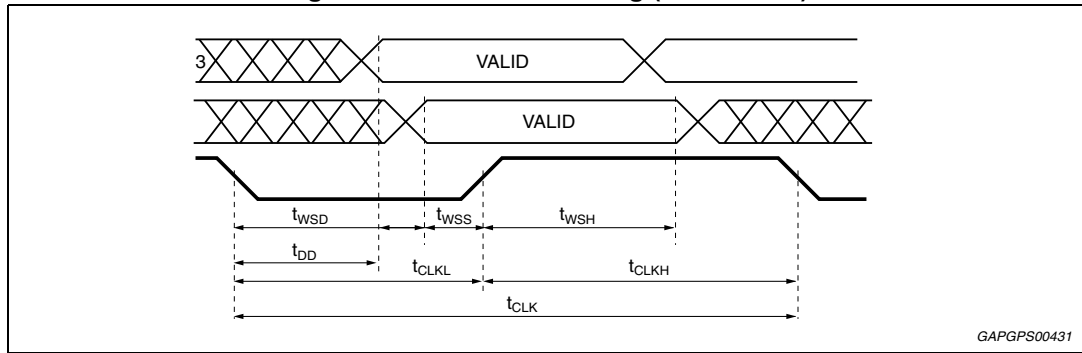 3
VALID
VALID
tWSD
tWSS
tWSH
tDD
tCLKL
tCLKH
tCLK
GAPGPS00431